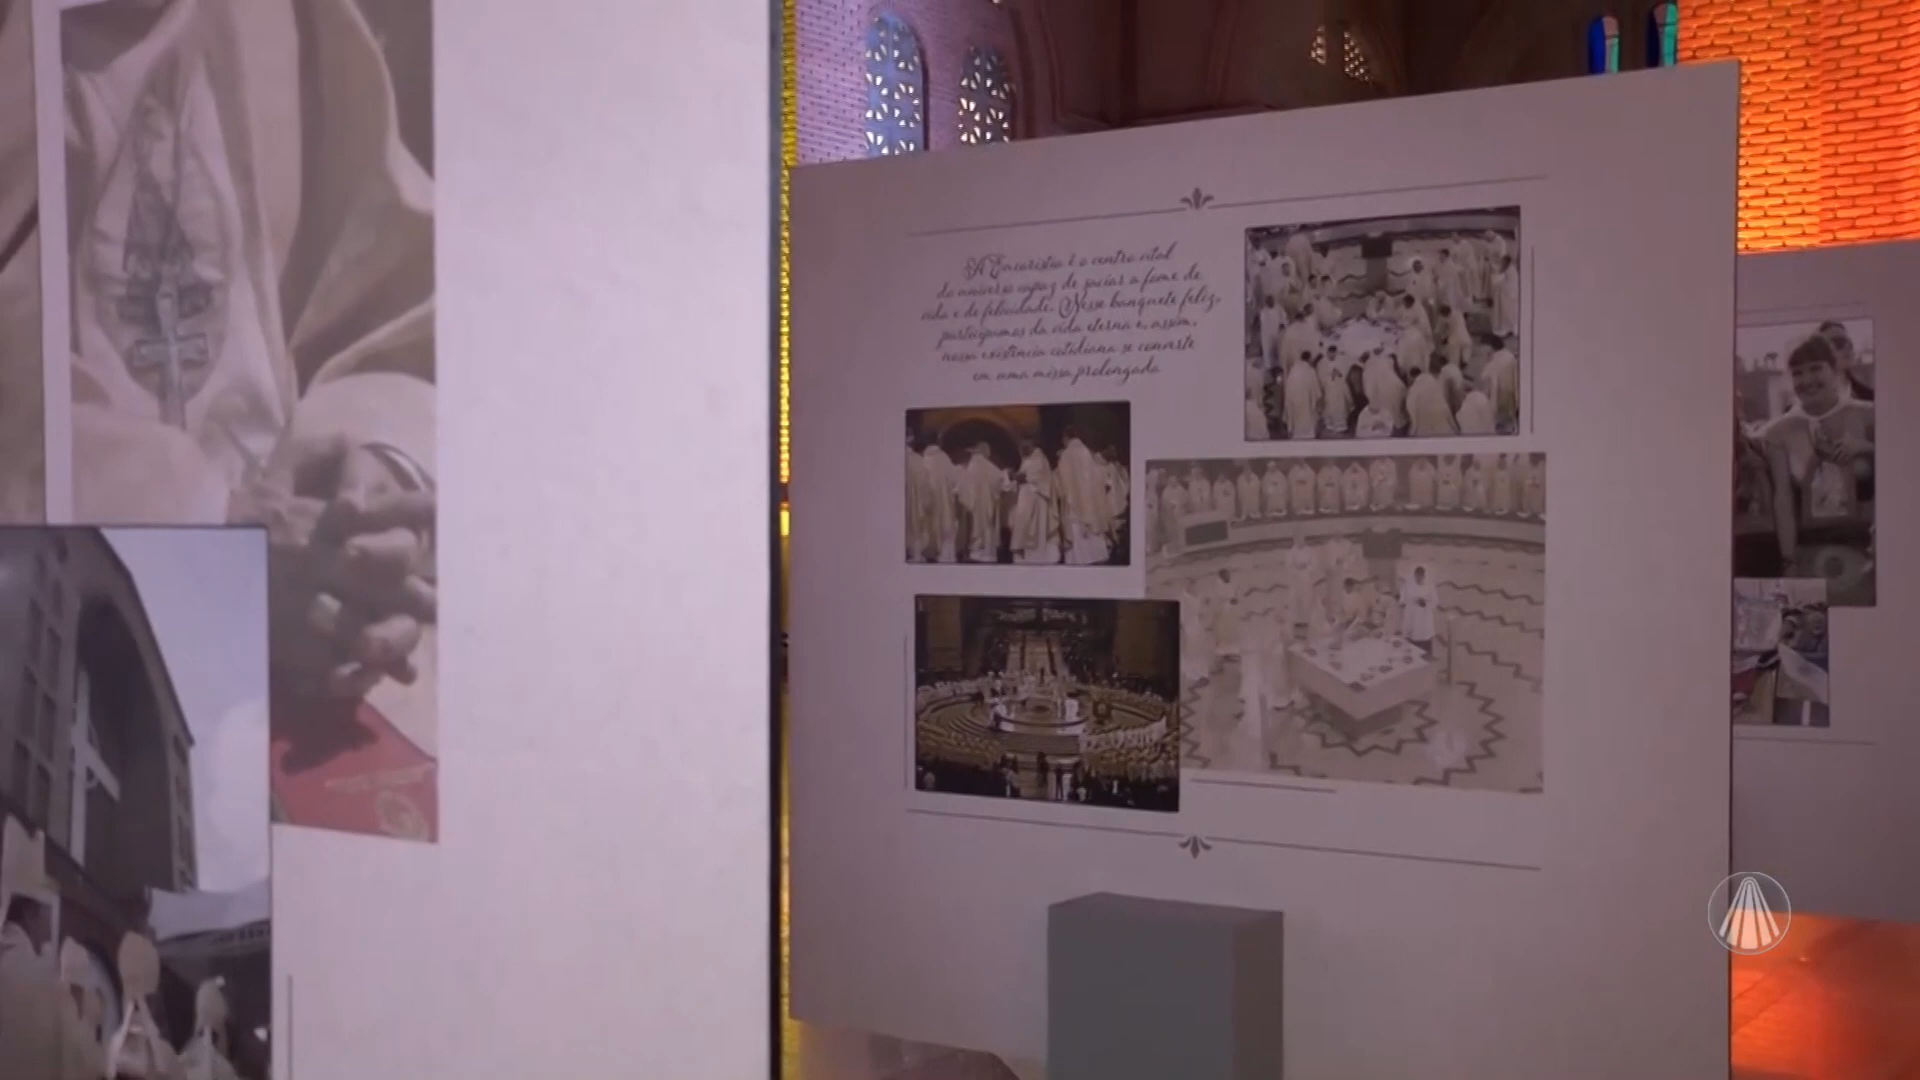 A Eucaristia é o centro vital
do universo capaz de saciar a fome de
vida e de felicidade. Nesse banquete feliz,
participamos da vida eterna e, assim,
nossa existência cotidiana se converte
em uma missa prolongada